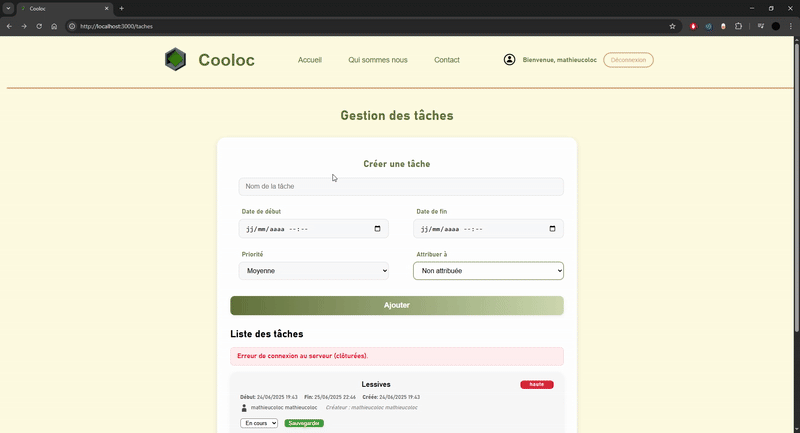 Cooloc
http://localhost:3000/taches
Cooloc
Accueil
Qui sommes nous
Contact
Bienvenue, mathieucoloc
Déconnexion
Gestion des tâches
Créer une tâche
Nom de la tâche
Date de début
Date de fin
jj/mm/aaaa --:--
jj/mm/aaaa --:--
Priorité
Attribuer à
Moyenne
Non attribuée
Ajouter
Liste des tâches
Erreur de connexion au serveur (clôturées).
Lessives
haute
Début: 24/06/2025 19:43 Fin: 25/06/2025 22:46 Créée: 24/06/2025 19:43
mathieucoloc mathieucoloc Créateur : mathieucoloc mathieucoloc
En cours
Sauvegarder